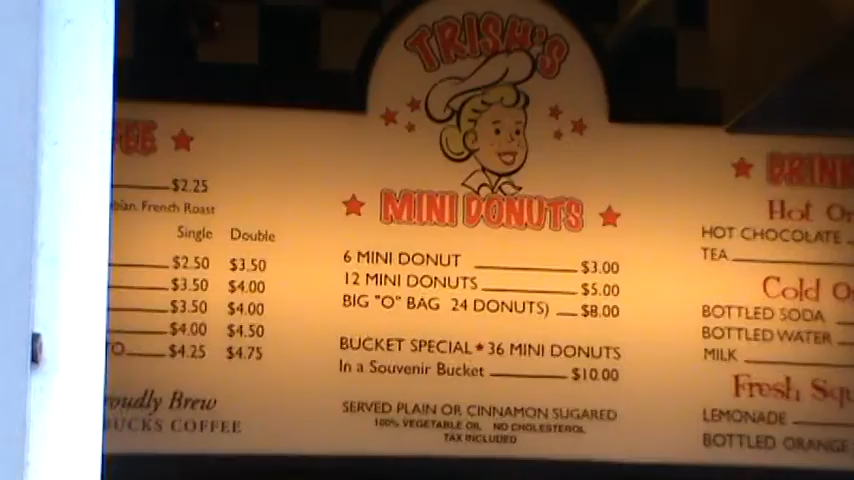 TRISH'S
MINI DONUTS
6 MINI DONUT $3.00
12 MINI DONUTS $5.00
BIG "O" BAG 24 DONUTS) $8.00
BUCKET SPECIAL ★ 36 MINI DONUTS
In a Souvenir Bucket $10.00
SERVED PLAIN OR CINNAMON SUGARED
100% VEGETABLE OIL NO CHOLESTEROL
TAX INCLUDED
$2.25
French Roast
Single Double
$2.50 $3.50
$3.50 $4.00
$3.50 $4.00
$4.00 $4.50
$4.25 $4.75
Brew
COFFEE
DRINK
Hot
HOT CHOCOLATE
TEA
Cold
BOTTLED SODA
BOTTLED WATER
MILK
Fresh
LEMONADE
BOTTLED ORANGE